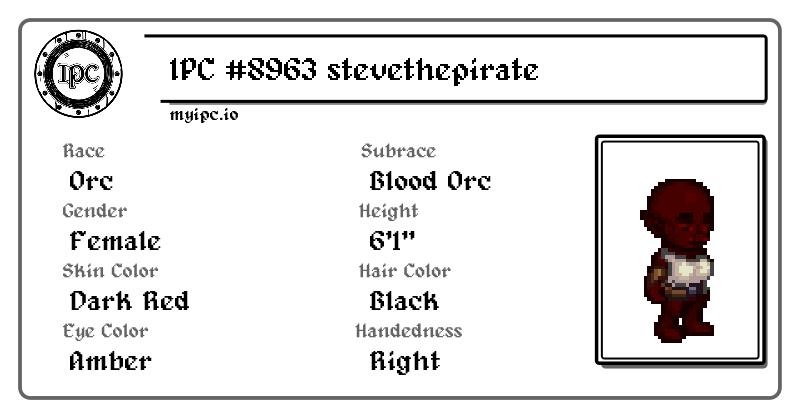 IPC
IPC #8963 stevethepirate
myipc.io
Race
Orc
Subrace
Blood Orc
Gender
Female
Height
6'1"
Skin Color
Dark Red
Hair Color
Black
Eye Color
Amber
Handedness
Right